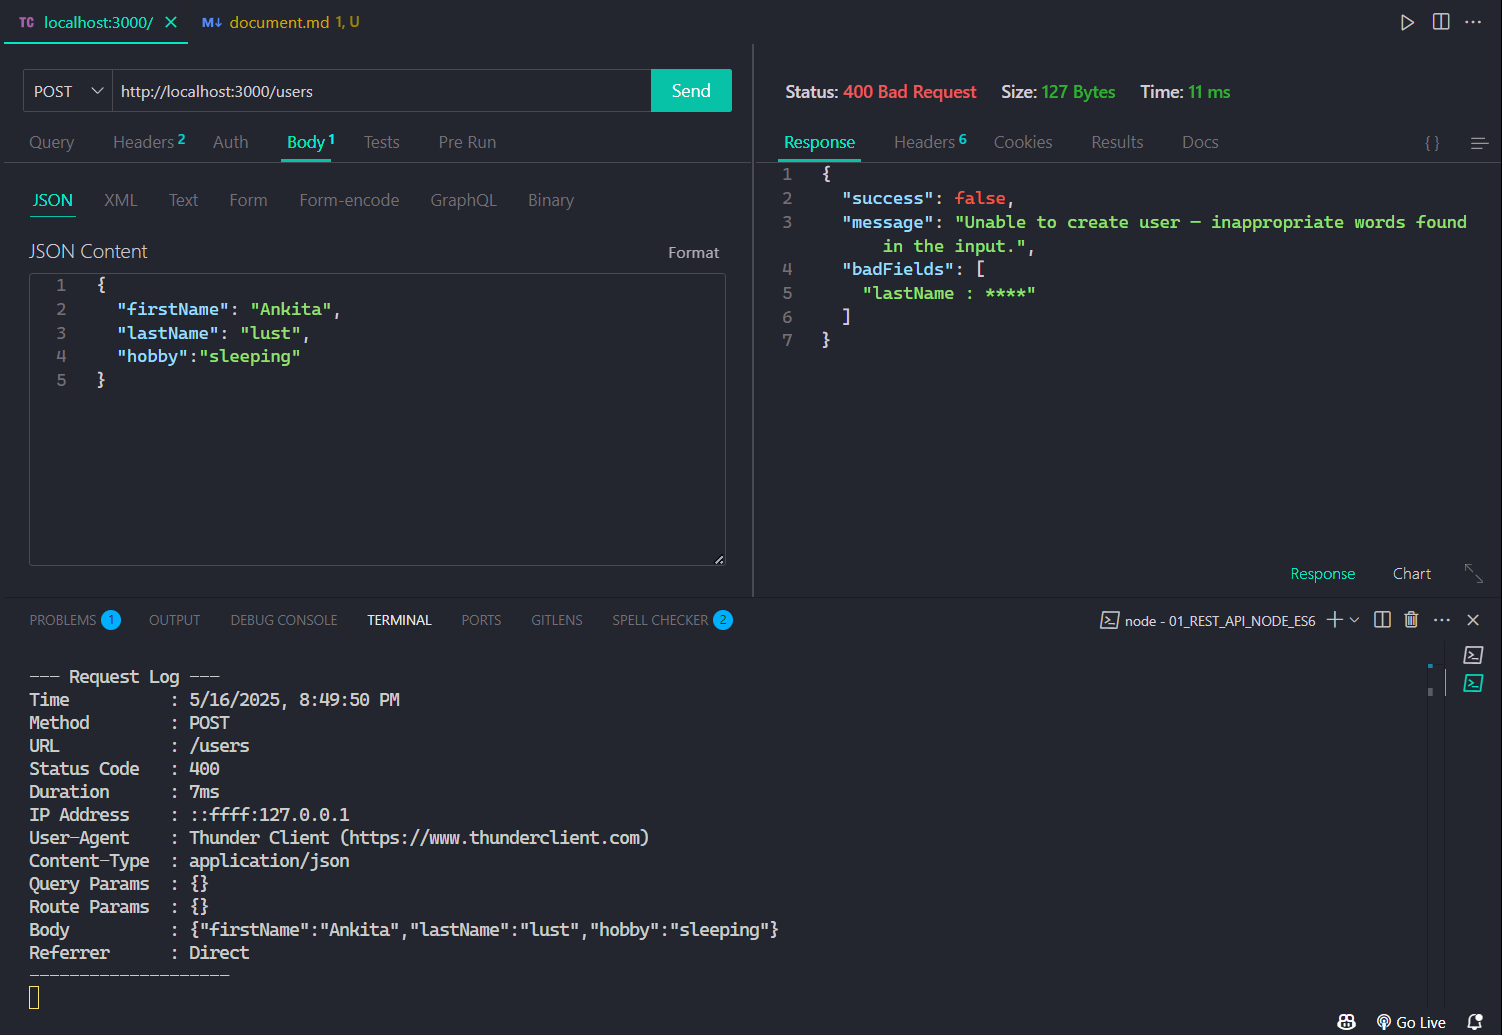 TC localhost:3000/ M↓ document.md 1, U
POST http://localhost:3000/users Send
Query Headers 2 Auth Body 1 Tests Pre Run
JSON XML Text Form Form-encode GraphQL Binary
JSON Content Format
1 {
2 "firstName": "Ankita",
3 "lastName": "lust",
4 "hobby":"sleeping"
5 }
Status: 400 Bad Request Size: 127 Bytes Time: 11 ms
Response Headers 6 Cookies Results Docs { }
1 {
2 "success": false,
3 "message": "Unable to create user — inappropriate words found
in the input.",
4 "badFields": [
5 "lastName : ****"
6 ]
7 }
Response Chart
PROBLEMS 1 OUTPUT DEBUG CONSOLE TERMINAL PORTS GITLENS SPELL CHECKER 2 node - 01_REST_API_NODE_ES6
--- Request Log ---
Time : 5/16/2025, 8:49:50 PM
Method : POST
URL : /users
Status Code : 400
Duration : 7ms
IP Address : ::ffff:127.0.0.1
User-Agent : Thunder Client (https://www.thunderclient.com)
Content-Type : application/json
Query Params : {}
Route Params : {}
Body : {"firstName":"Ankita","lastName":"lust","hobby":"sleeping"}
Referrer : Direct
--------------------
Go Live